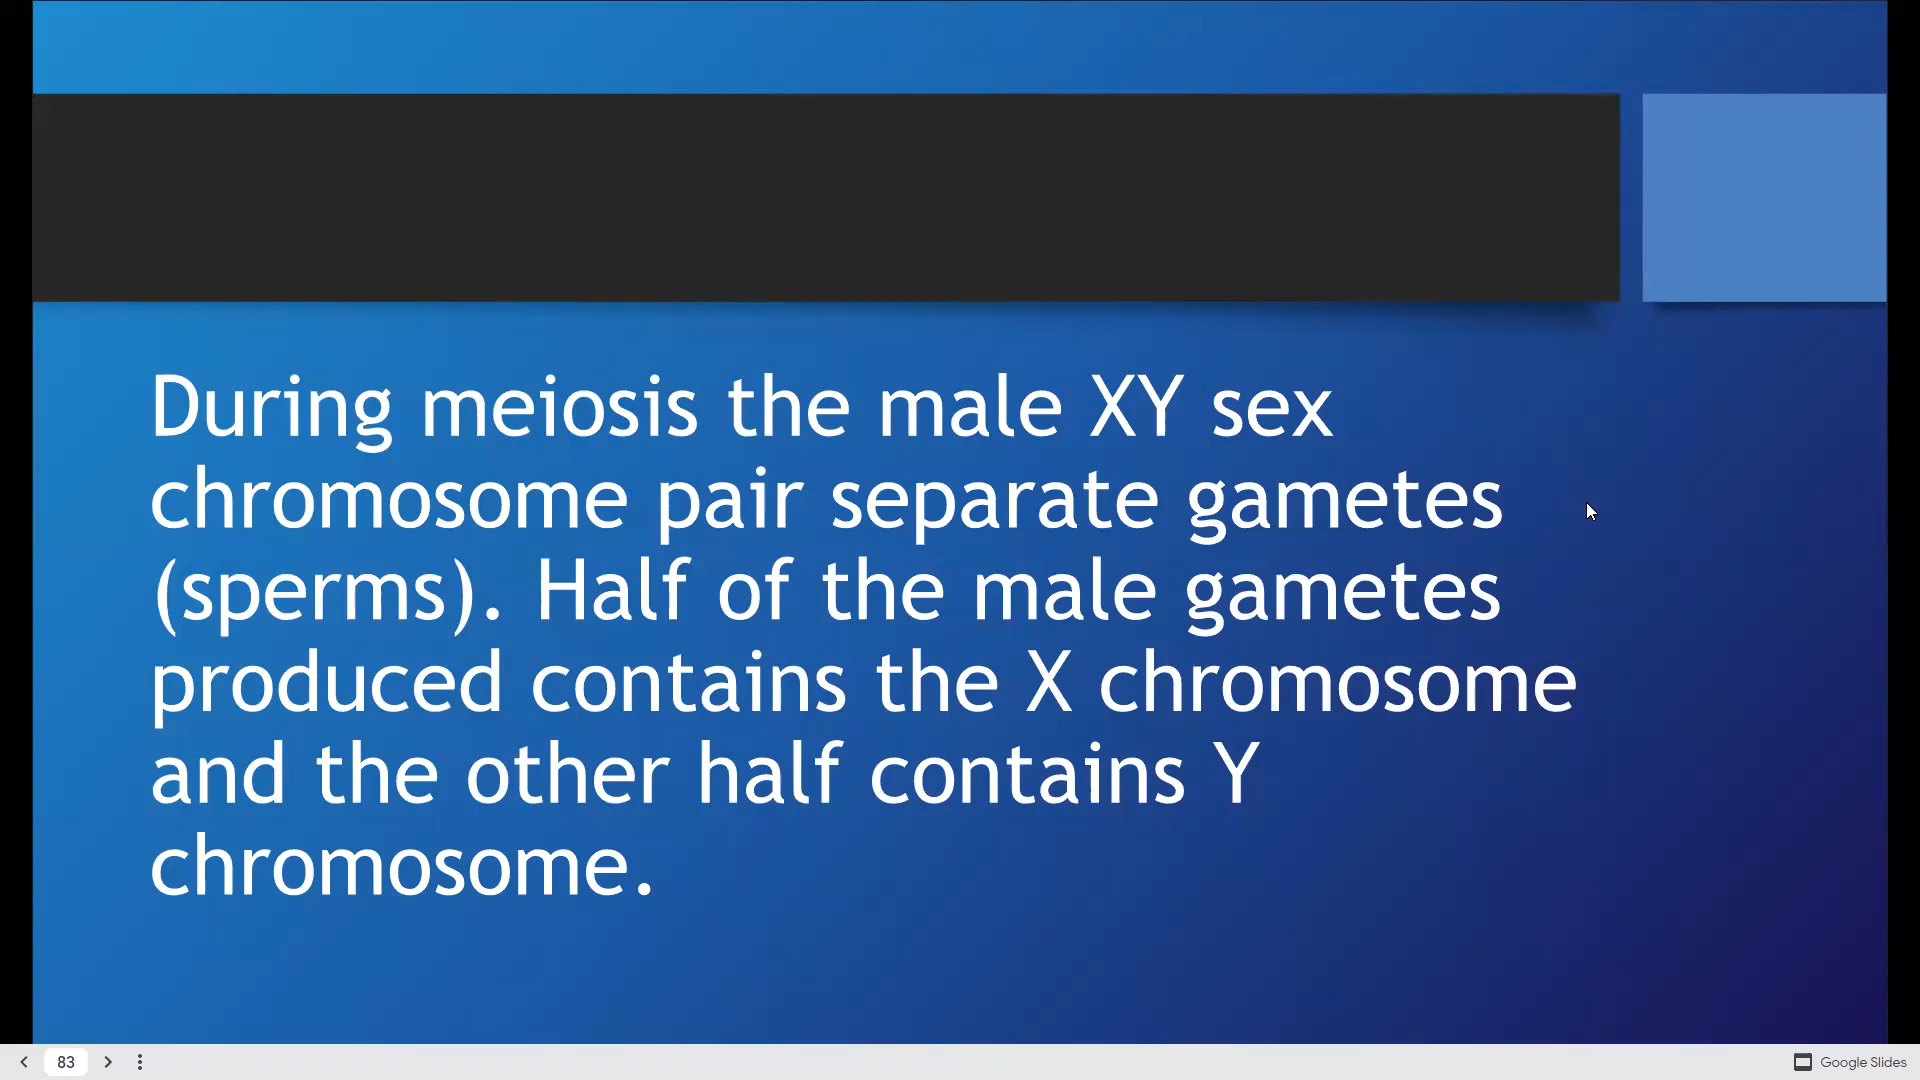 During meiosis the male XY sex
chromosome pair separate gametes
(sperms). Half of the male gametes
produced contains the X chromosome
and the other half contains Y
chromosome.
83
Google Slides